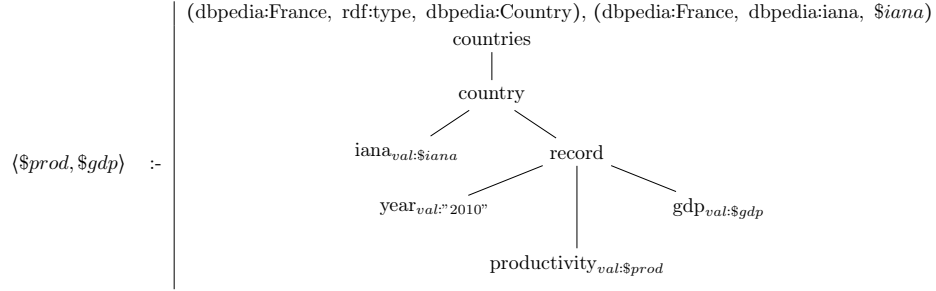 (dbpedia:France, rdf:type, dbpedia:Country), (dbpedia:France, dbpedia:iana, $iana)
countries
country
iana val:$iana
record
⟨$prod, $gdp⟩ :-
year val:"2010"
gdp val:$gdp
productivity val:$prod